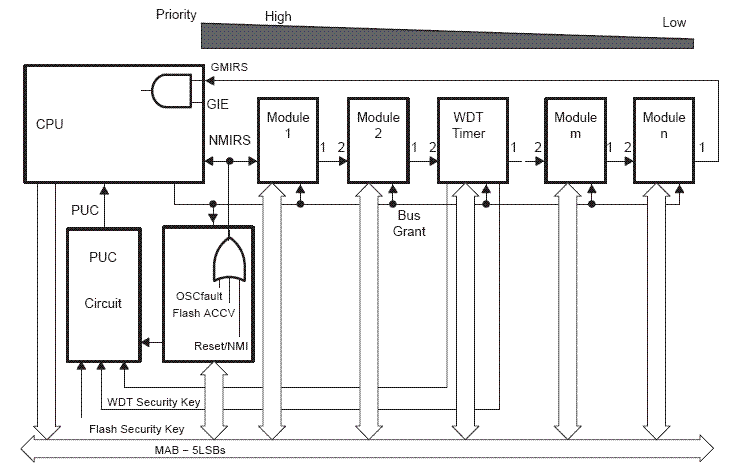 Priority
High
Low
GMIRS
GIE
CPU
NMIRS
Module
1
Module
2
WDT
Timer
Module
m
Module
n
1 2
1 2
1 2
1 2
1
PUC
Bus
Grant
PUC
Circuit
OSCfault
Flash ACCV
Reset/NMI
WDT Security Key
Flash Security Key
MAB – 5LSBs